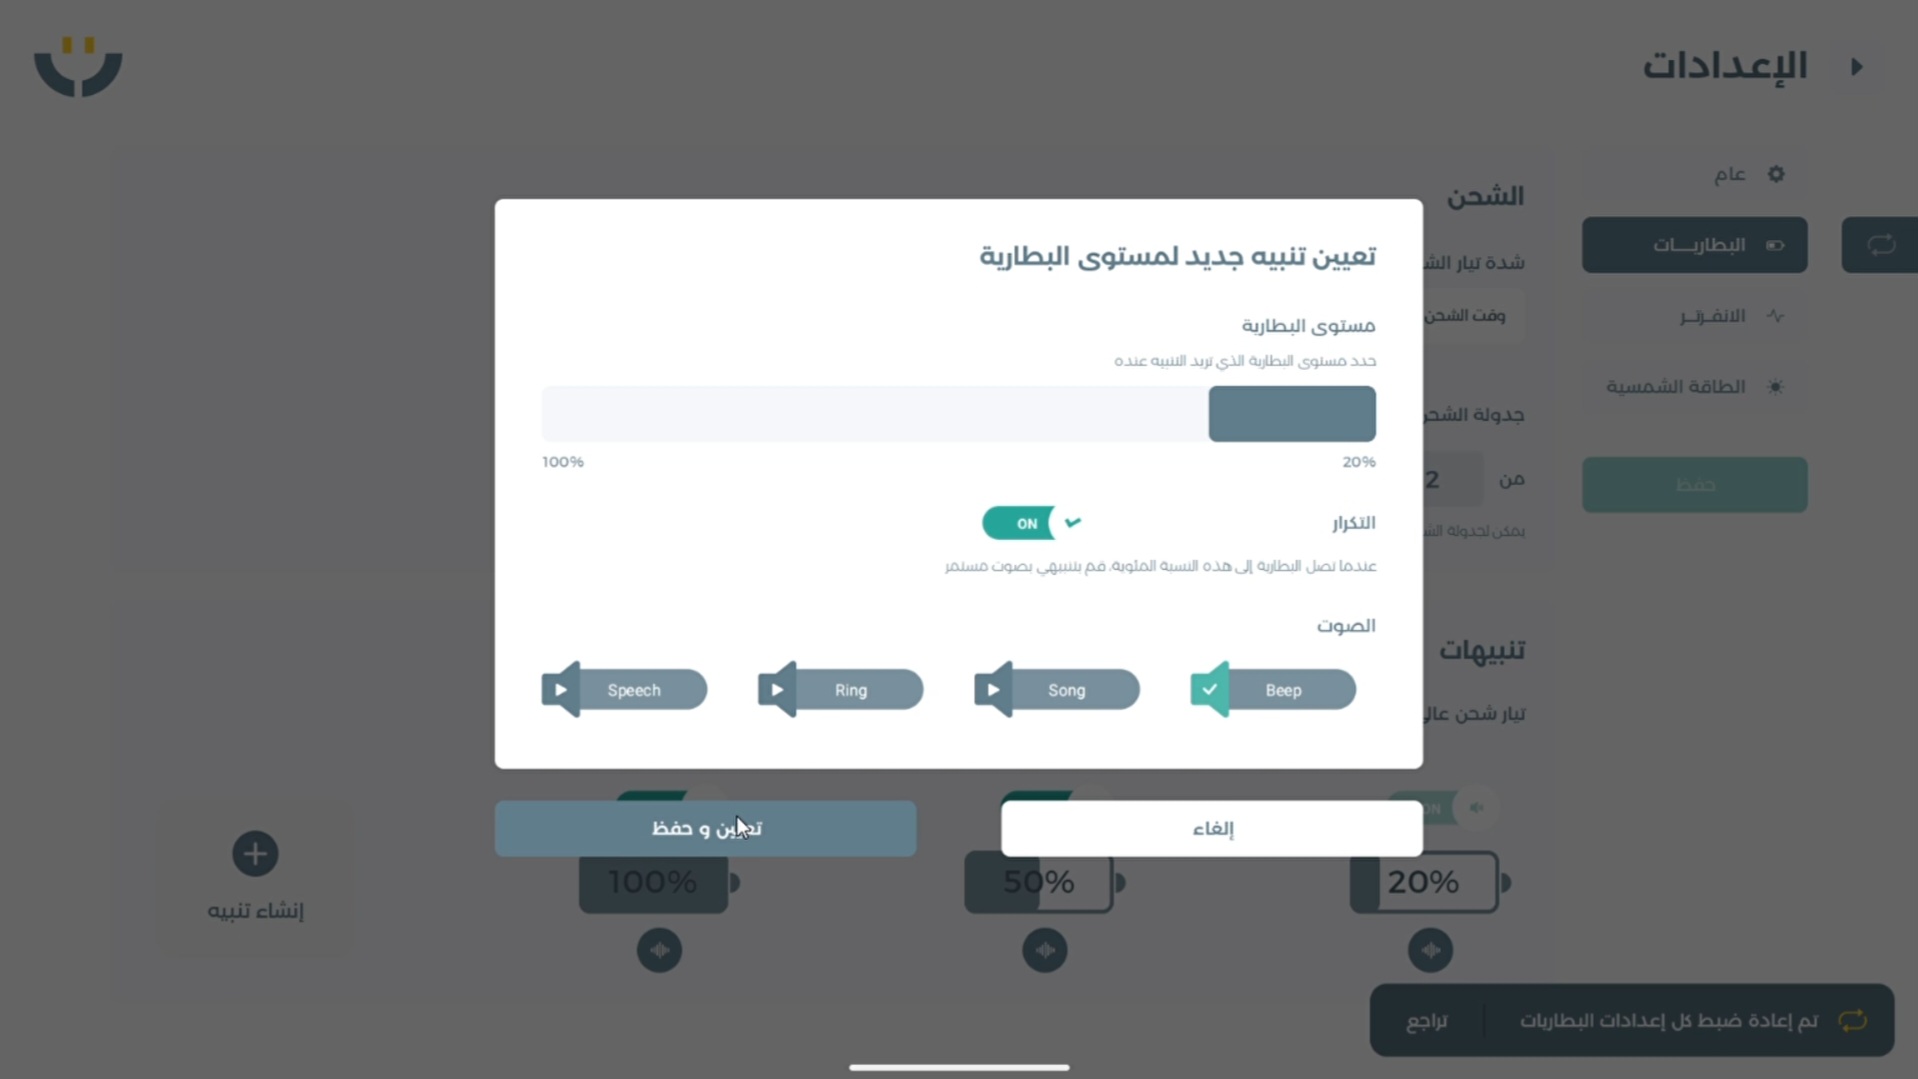 الإعدادات
عام
البطاريـــات
الانفـرتـر
الطاقة الشمسية
حفظ
الشحن
شدة تيار الش
وقت الشحن
جدولة الشحن
من
2
يمكن لجدولة الش
تعيين تنبيه جديد لمستوى البطارية
مستوى البطارية
حدد مستوى البطارية الذي تريد التنبيه عنده
20%
100%
التكرار
ON
عندما تصل البطارية إلى هذه النسبة المئوية، قم بتنبيهي بصوت مستمر
الصوت
Beep
Song
Ring
Speech
إلغاء
تعيين و حفظ
تنبيهات
تيار شحن عالي
ON
20%
50%
100%
إنشاء تنبيه
تم إعادة ضبط كل إعدادات البطاريات
تراجع